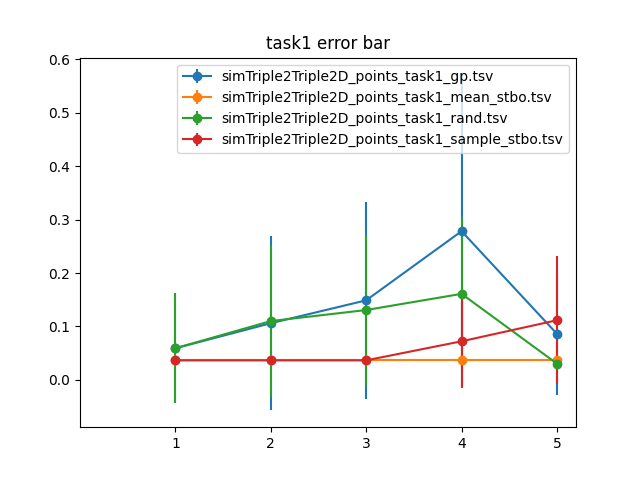 task1 error bar
simTriple2Triple2D_points_task1_gp.tsv
simTriple2Triple2D_points_task1_mean_stbo.tsv
simTriple2Triple2D_points_task1_rand.tsv
simTriple2Triple2D_points_task1_sample_stbo.tsv
0.6
0.5
0.4
0.3
0.2
0.1
0.0
1 2 3 4 5